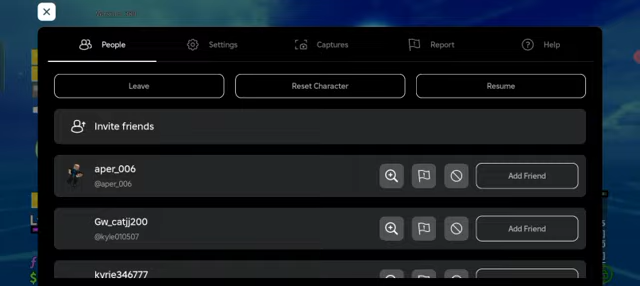 People
Settings
Captures
Report
Help
Leave
Reset Character
Resume
Invite friends
aper_006
@aper_006
Add Friend
Gw_catjj200
@kyle010507
Add Friend
kyrie346777